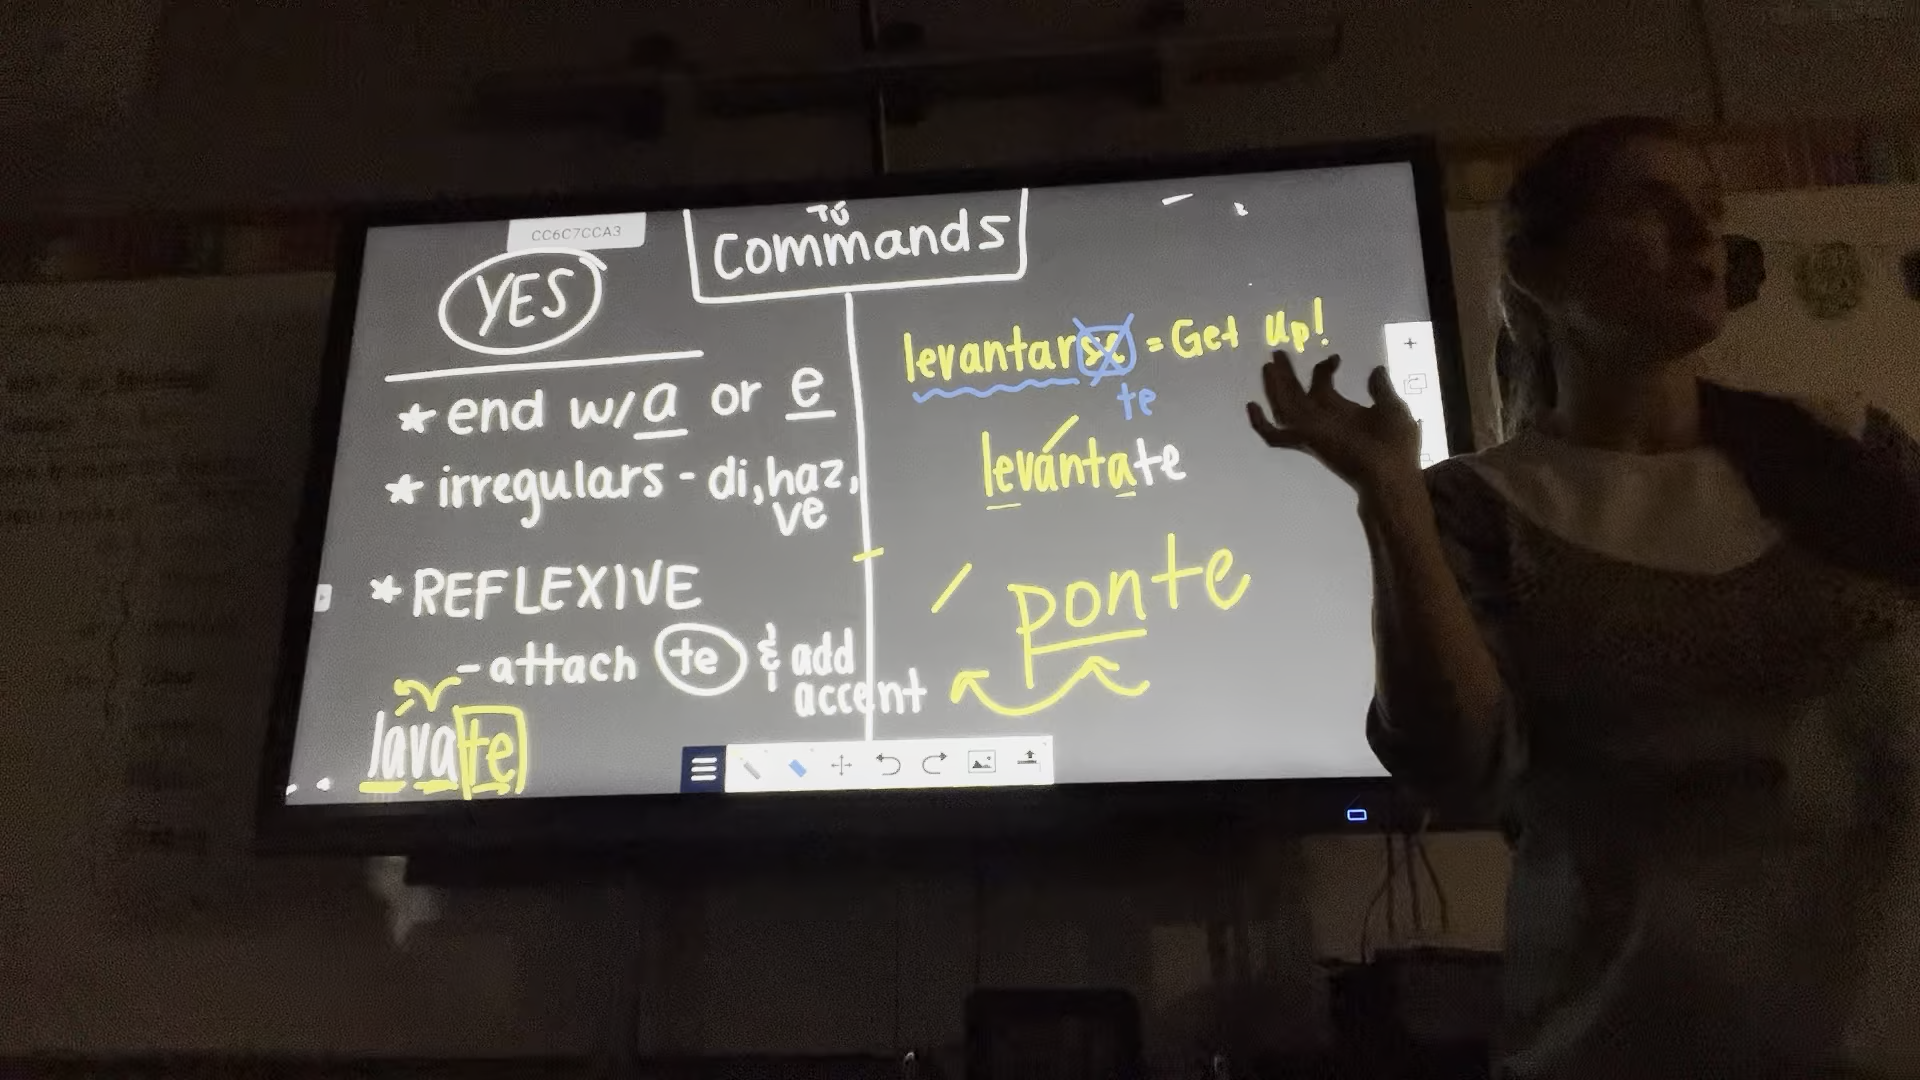 CC6C7CCA3
TÚ
Commands
YES
* end w/a or e
* irregulars - di, haz,
ve
* REFLEXIVE
- attach te & add
accent
lavate
levantarse = Get Up!
te
levántate
ponte